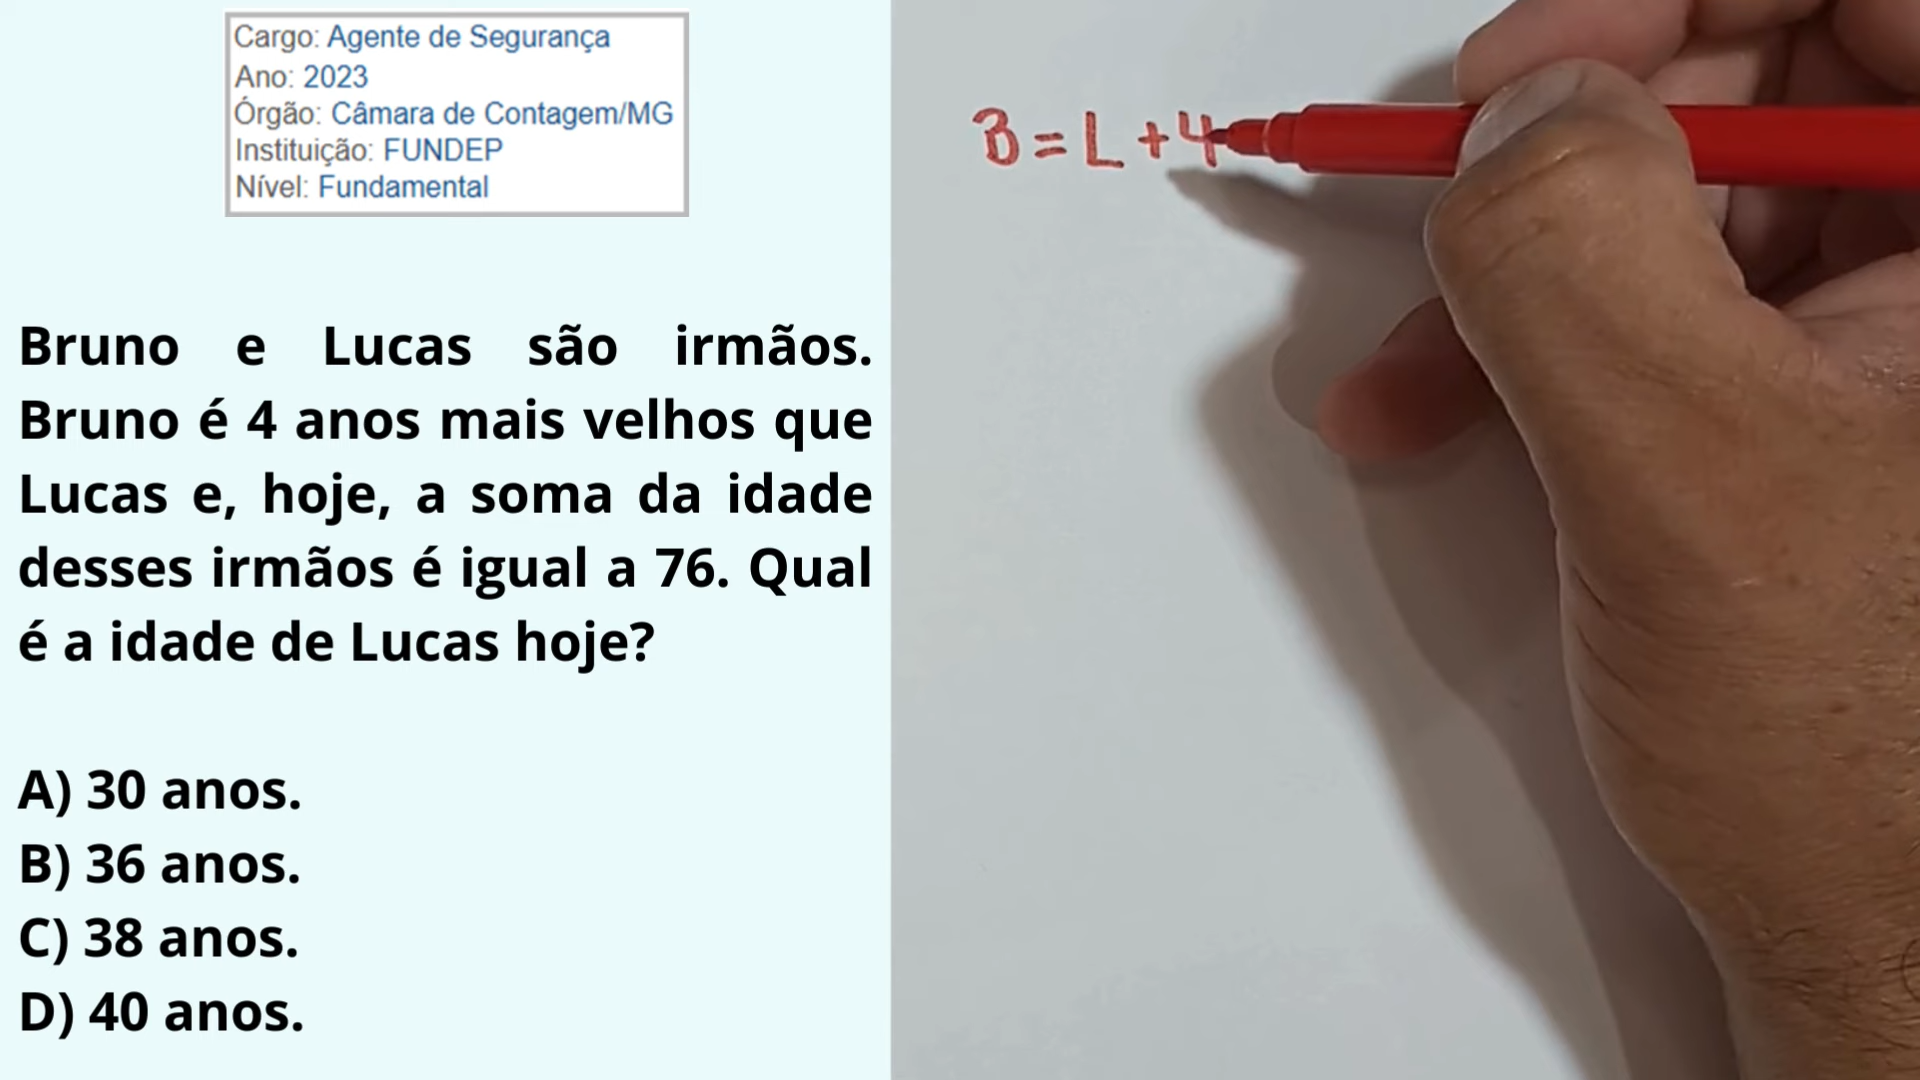 Cargo: Agente de Segurança
Ano: 2023
Órgão: Câmara de Contagem/MG
Instituição: FUNDEP
Nível: Fundamental
Bruno e Lucas são irmãos.
Bruno é 4 anos mais velhos que
Lucas e, hoje, a soma da idade
desses irmãos é igual a 76. Qual
é a idade de Lucas hoje?
A) 30 anos.
B) 36 anos.
C) 38 anos.
D) 40 anos.
B = L + 4